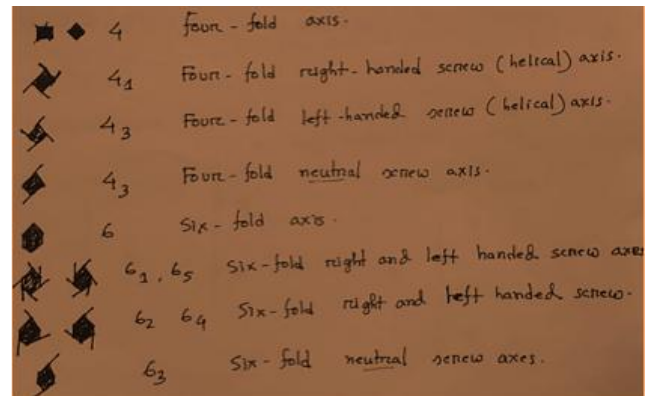 4 four-fold axis.
4₁ Four-fold right-handed screw (helical) axis.
4₃ Four-fold left-handed screw (helical) axis.
4₃ Four-fold neutral screw axis.
6 Six-fold axis.
6₁, 6₅ Six-fold right and left handed screw axes
6₂ 6₄ Six-fold right and left handed screw.
6₃ Six-fold neutral screw axes.